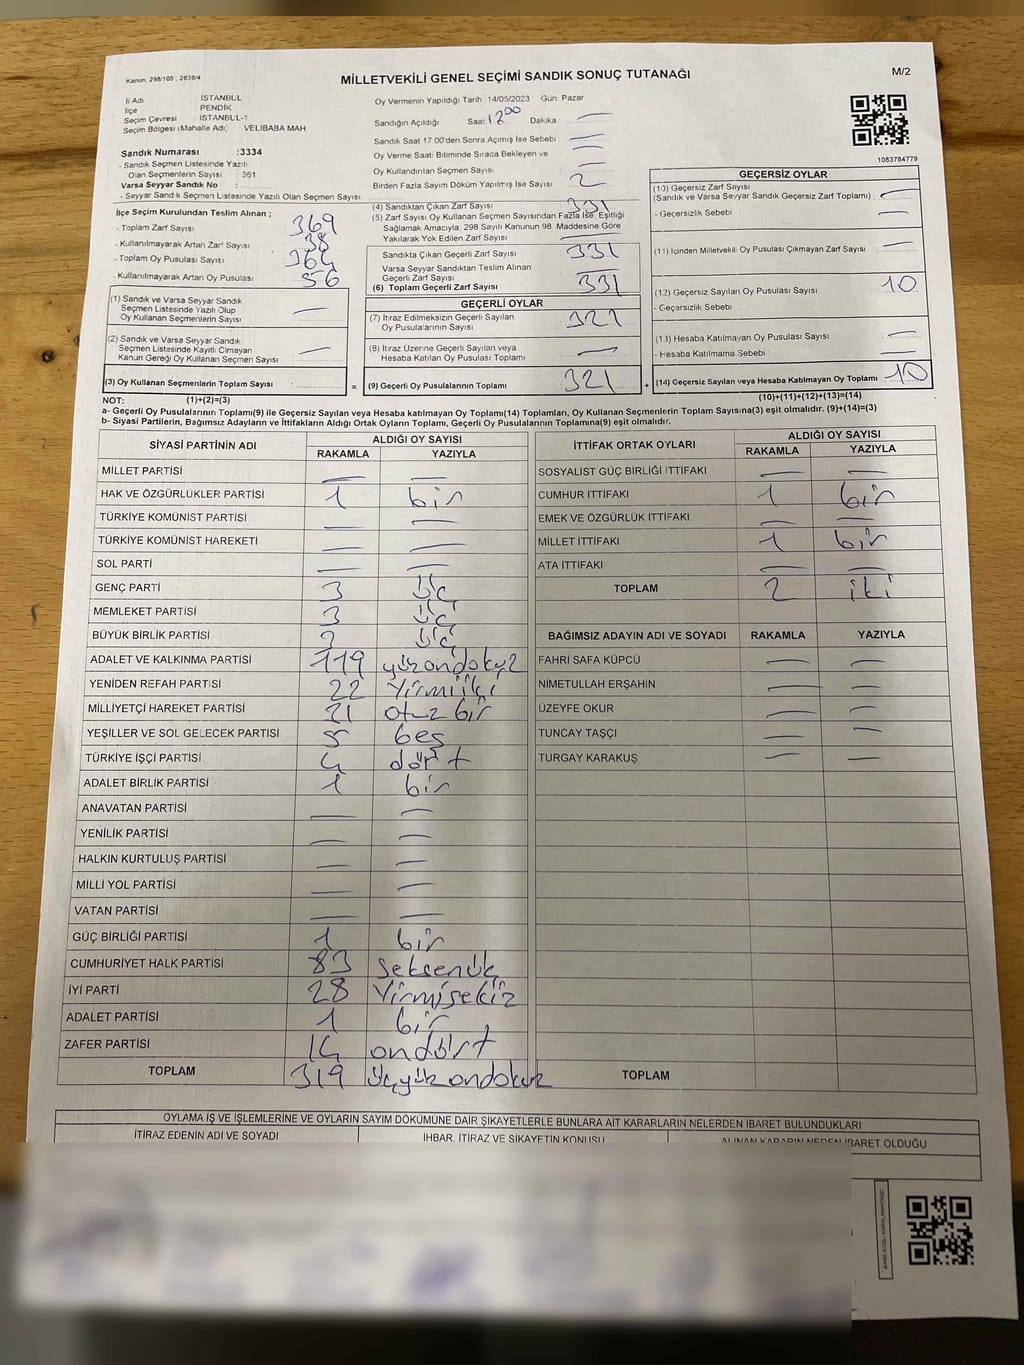 Kanun: 298/105, 2839/4
MİLLETVEKİLİ GENEL SEÇİMİ SANDIK SONUÇ TUTANAĞI
M/2
İl Adı İSTANBUL
İlçe PENDİK
Seçim Çevresi İSTANBUL-1
Seçim Bölgesi (Mahalle Adı) VELİBABA MAH.
Sandık Numarası :3334
- Sandık Seçmen Listesinde Yazılı
Olan Seçmenlerin Sayısı : 361
Varsa Seyyar Sandık No :
- Seyyar Sandık Seçmen Listesinde Yazılı Olan Seçmen Sayısı
Oy Vermenin Yapıldığı Tarih : 14/05/2023 Gün: Pazar
Sandığın Açıldığı Saat: Dakika —
Sandık Saat 17.00'den Sonra Açımış İse Sebebi : —
Oy Verme Saati Bitiminde Sırada Bekleyen ve
Oy Kullandırılan Seçmen Sayısı —
Birden Fazla Sayım Döküm Yapılmış İse Sayısı 2
1083784779
İlçe Seçim Kurulundan Teslim Alınan ;
- Toplam Zarf Sayısı 369
- Kullanılmayarak Artan Zarf Sayısı 38
- Toplam Oy Pusulası Sayısı
- Kullanılmayarak Artan Oy Pusulası
(4) Sandıktan Çıkan Zarf Sayısı 331
(5) Zarf Sayısı Oy Kullanan Seçmen Sayısından Fazla İse, Eşitliği
Sağlamak Amacıyla, 298 Sayılı Kanunun 98. Maddesine Göre
Yakılarak Yok Edilen Zarf Sayısı —
Sandıkta Çıkan Geçerli Zarf Sayısı 331
Varsa Seyyar Sandıktan Teslim Alınan
Geçerli Zarf Sayısı —
(6) Toplam Geçerli Zarf Sayısı 331
GEÇERSİZ OYLAR
(10) Geçersiz Zarf Sayısı
(Sandık ve Varsa Seyyar Sandık Geçersiz Zarf Toplamı) —
- Geçersizlik Sebebi —
(11) İçinden Milletvekili Oy Pusulası Çıkmayan Zarf Sayısı —
(12) Geçersiz Sayılan Oy Pusulası Sayısı 10
- Geçersizlik Sebebi
(13) Hesaba Katılmayan Oy Pusulası Sayısı —
- Hesaba Katılmama Sebebi —
(14) Geçersiz Sayılan veya Hesaba Katılmayan Oy Toplamı 10
(1) Sandık ve Varsa Seyyar Sandık
Seçmen Listesinde Yazılı Olup
Oy Kullanan Seçmenlerin Sayısı —
(2) Sandık ve Varsa Seyyar Sandık
Seçmen Listesinde Kayıtlı Olmayan
Kanun Gereği Oy Kullanan Seçmen Sayısı —
(3) Oy Kullanan Seçmenlerin Toplam Sayısı =
GEÇERLİ OYLAR
(7) İtiraz Edilmeksizin Geçerli Sayılan
Oy Pusulalarının Sayısı 321
(8) İtiraz Üzerine Geçerli Sayılan veya
Hesaba Katılan Oy Pusulası Toplamı —
(9) Geçerli Oy Pusulalarının Toplamı 321 +
NOT: (1)+(2)=(3) (10)+(11)+(12)+(13)=(14)
a- Geçerli Oy Pusulalarının Toplamı(9) ile Geçersiz Sayılan veya Hesaba katılmayan Oy Toplamı(14) Toplamları, Oy Kullanan Seçmenlerin Toplam Sayısına(3) eşit olmalıdır. (9)+(14)=(3)
b- Siyasi Partilerin, Bağımsız Adayların ve İttifakların Aldığı Ortak Oyların Toplamı, Geçerli Oy Pusulalarının Toplamına(9) eşit olmalıdır.
SİYASİ PARTİNİN ADI ALDIĞI OY SAYISI
RAKAMLA YAZIYLA
MİLLET PARTİSİ — —
HAK VE ÖZGÜRLÜKLER PARTİSİ 1 bir
TÜRKİYE KOMÜNİST PARTİSİ — —
TÜRKİYE KOMÜNİST HAREKETİ — —
SOL PARTİ — —
GENÇ PARTİ 3 üç
MEMLEKET PARTİSİ 3 üç
BÜYÜK BİRLİK PARTİSİ 3 üç
ADALET VE KALKINMA PARTİSİ 119 yüzondokuz
YENİDEN REFAH PARTİSİ 22 Yirmiiki
MİLLİYETÇİ HAREKET PARTİSİ 31 otuz bir
YEŞİLLER VE SOL GELECEK PARTİSİ 5 beş
TÜRKİYE İŞÇİ PARTİSİ 4 dört
ADALET BİRLİK PARTİSİ 1 bir
ANAVATAN PARTİSİ — —
YENİLİK PARTİSİ — —
HALKIN KURTULUŞ PARTİSİ — —
MİLLİ YOL PARTİSİ — —
VATAN PARTİSİ — —
GÜÇ BİRLİĞİ PARTİSİ 1 bir
CUMHURİYET HALK PARTİSİ 83 Seksenüç
İYİ PARTİ 28 Yirmisekiz
ADALET PARTİSİ 1 bir
ZAFER PARTİSİ 14 ondört
TOPLAM 319 üçyüzondokuz
İTTİFAK ORTAK OYLARI ALDIĞI OY SAYISI
RAKAMLA YAZIYLA
SOSYALİST GÜÇ BİRLİĞİ İTTİFAKI — —
CUMHUR İTTİFAKI 1 bir
EMEK VE ÖZGÜRLÜK İTTİFAKI — —
MİLLET İTTİFAKI 1 bir
ATA İTTİFAKI — —
TOPLAM 2 iki
BAĞIMSIZ ADAYIN ADI VE SOYADI RAKAMLA YAZIYLA
FAHRİ SAFA KÜPCÜ — —
NİMETULLAH ERŞAHİN — —
ÜZEYFE OKUR — —
TUNCAY TAŞÇI — —
TURGAY KARAKUŞ — —
TOPLAM
OYLAMA İŞ VE İŞLEMLERİNE VE OYLARIN SAYIM DÖKÜMÜNE DAİR ŞİKAYETLERLE BUNLARA AİT KARARLARIN NELERDEN İBARET BULUNDUKLARI
İTİRAZ EDENİN ADI VE SOYADI İHBAR, İTİRAZ VE ŞİKAYETİN KONUSU ALINAN KARARIN NEDEN İBARET OLDUĞU